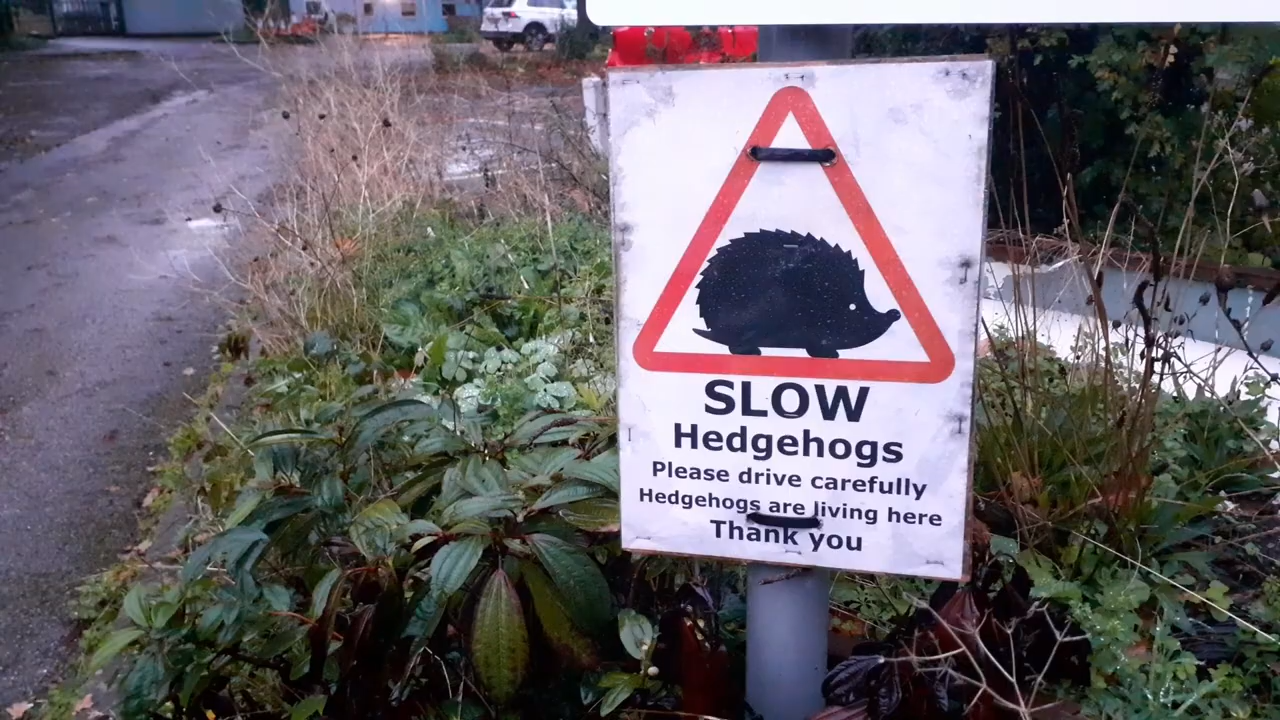 SLOW
Hedgehogs
Please drive carefully
Hedgehogs are living here
Thank you